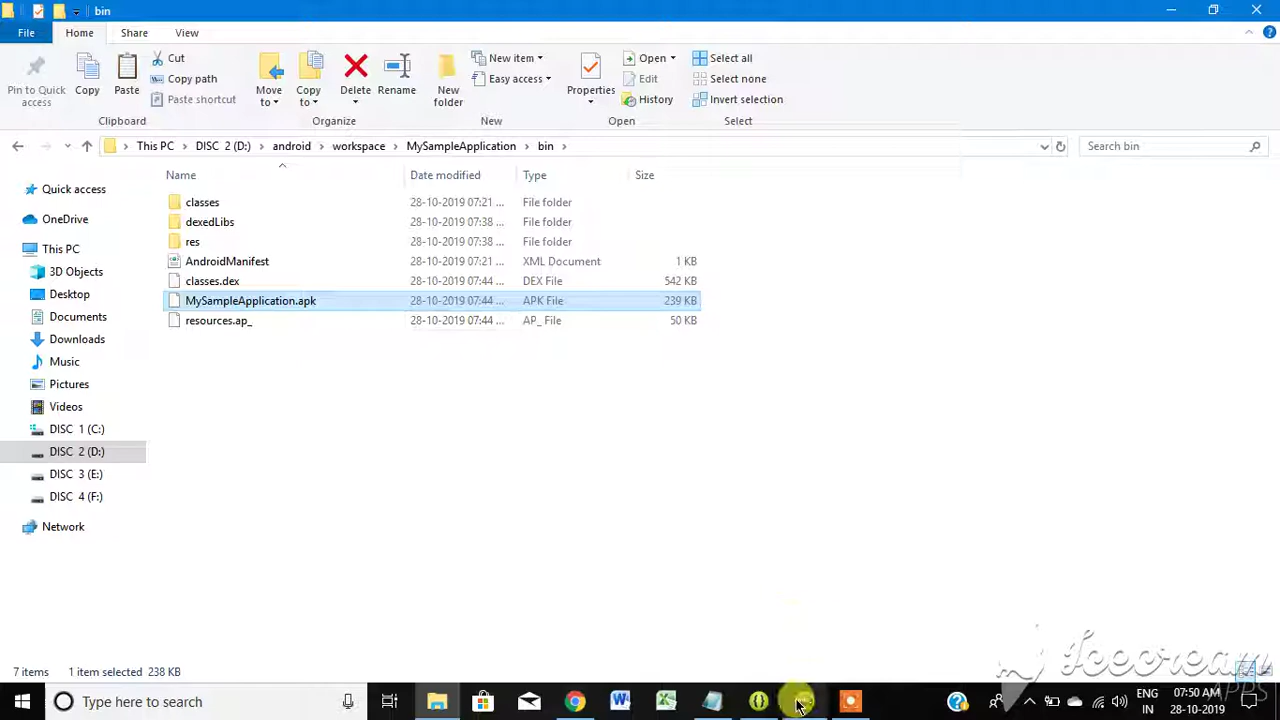 bin
File Home Share View
Pin to Quick access
Copy
Paste
Cut
Copy path
Paste shortcut
Clipboard
Move to
Copy to
Delete
Rename
Organize
New folder
New item
Easy access
New
Properties
Open
Edit
History
Open
Select all
Select none
Invert selection
Select
This PC DISC 2 (D:) android workspace MySampleApplication bin
Search bin
Name Date modified Type Size
classes 28-10-2019 07:21 ... File folder
dexedLibs 28-10-2019 07:38 ... File folder
res 28-10-2019 07:38 ... File folder
AndroidManifest 28-10-2019 07:21 ... XML Document 1 KB
classes.dex 28-10-2019 07:44 ... DEX File 542 KB
MySampleApplication.apk 28-10-2019 07:44 ... APK File 239 KB
resources.ap_ 28-10-2019 07:44 ... AP_ File 50 KB
Quick access
OneDrive
This PC
3D Objects
Desktop
Documents
Downloads
Music
Pictures
Videos
DISC 1 (C:)
DISC 2 (D:)
DISC 3 (E:)
DISC 4 (F:)
Network
7 items 1 item selected 238 KB
Icecream
APPS
Type here to search
ENG
IN
07:50 AM
28-10-2019